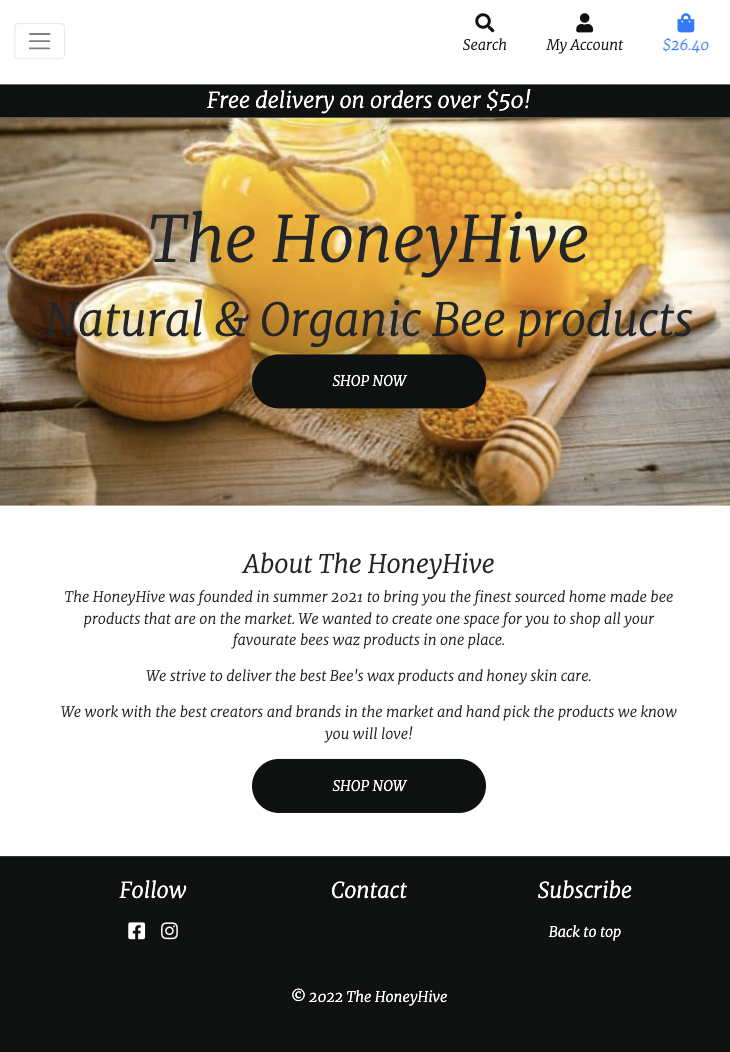 Search
My Account
$26.40
Free delivery on orders over $50!
The HoneyHive
Natural & Organic Bee products
SHOP NOW
About The HoneyHive
The HoneyHive was founded in summer 2021 to bring you the finest sourced home made bee
products that are on the market. We wanted to create one space for you to shop all your
favourate bees waz products in one place.
We strive to deliver the best Bee's wax products and honey skin care.
We work with the best creators and brands in the market and hand pick the products we know
you will love!
SHOP NOW
Follow
Contact
Subscribe
Back to top
© 2022 The HoneyHive